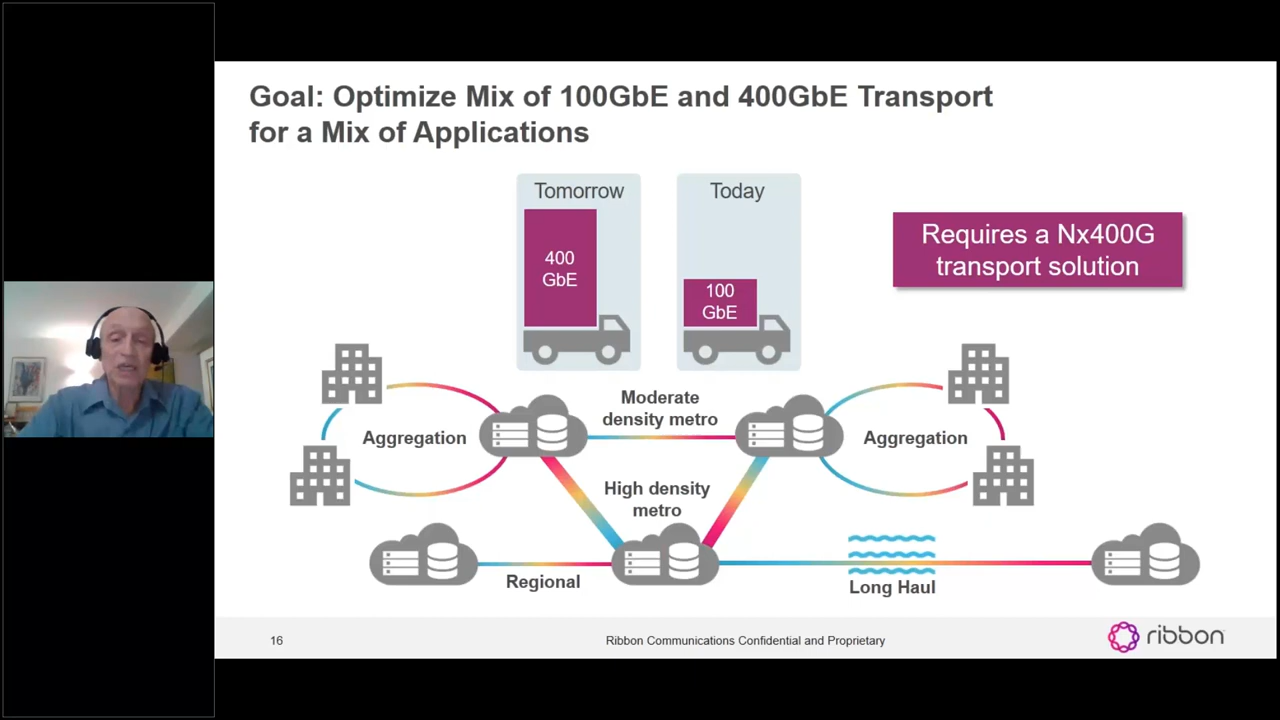 Goal: Optimize Mix of 100GbE and 400GbE Transport
for a Mix of Applications
Tomorrow
400
GbE
Today
100
GbE
Requires a Nx400G
transport solution
Moderate
density metro
Aggregation
Aggregation
High density
metro
Regional
Long Haul
16
Ribbon Communications Confidential and Proprietary
ribbon